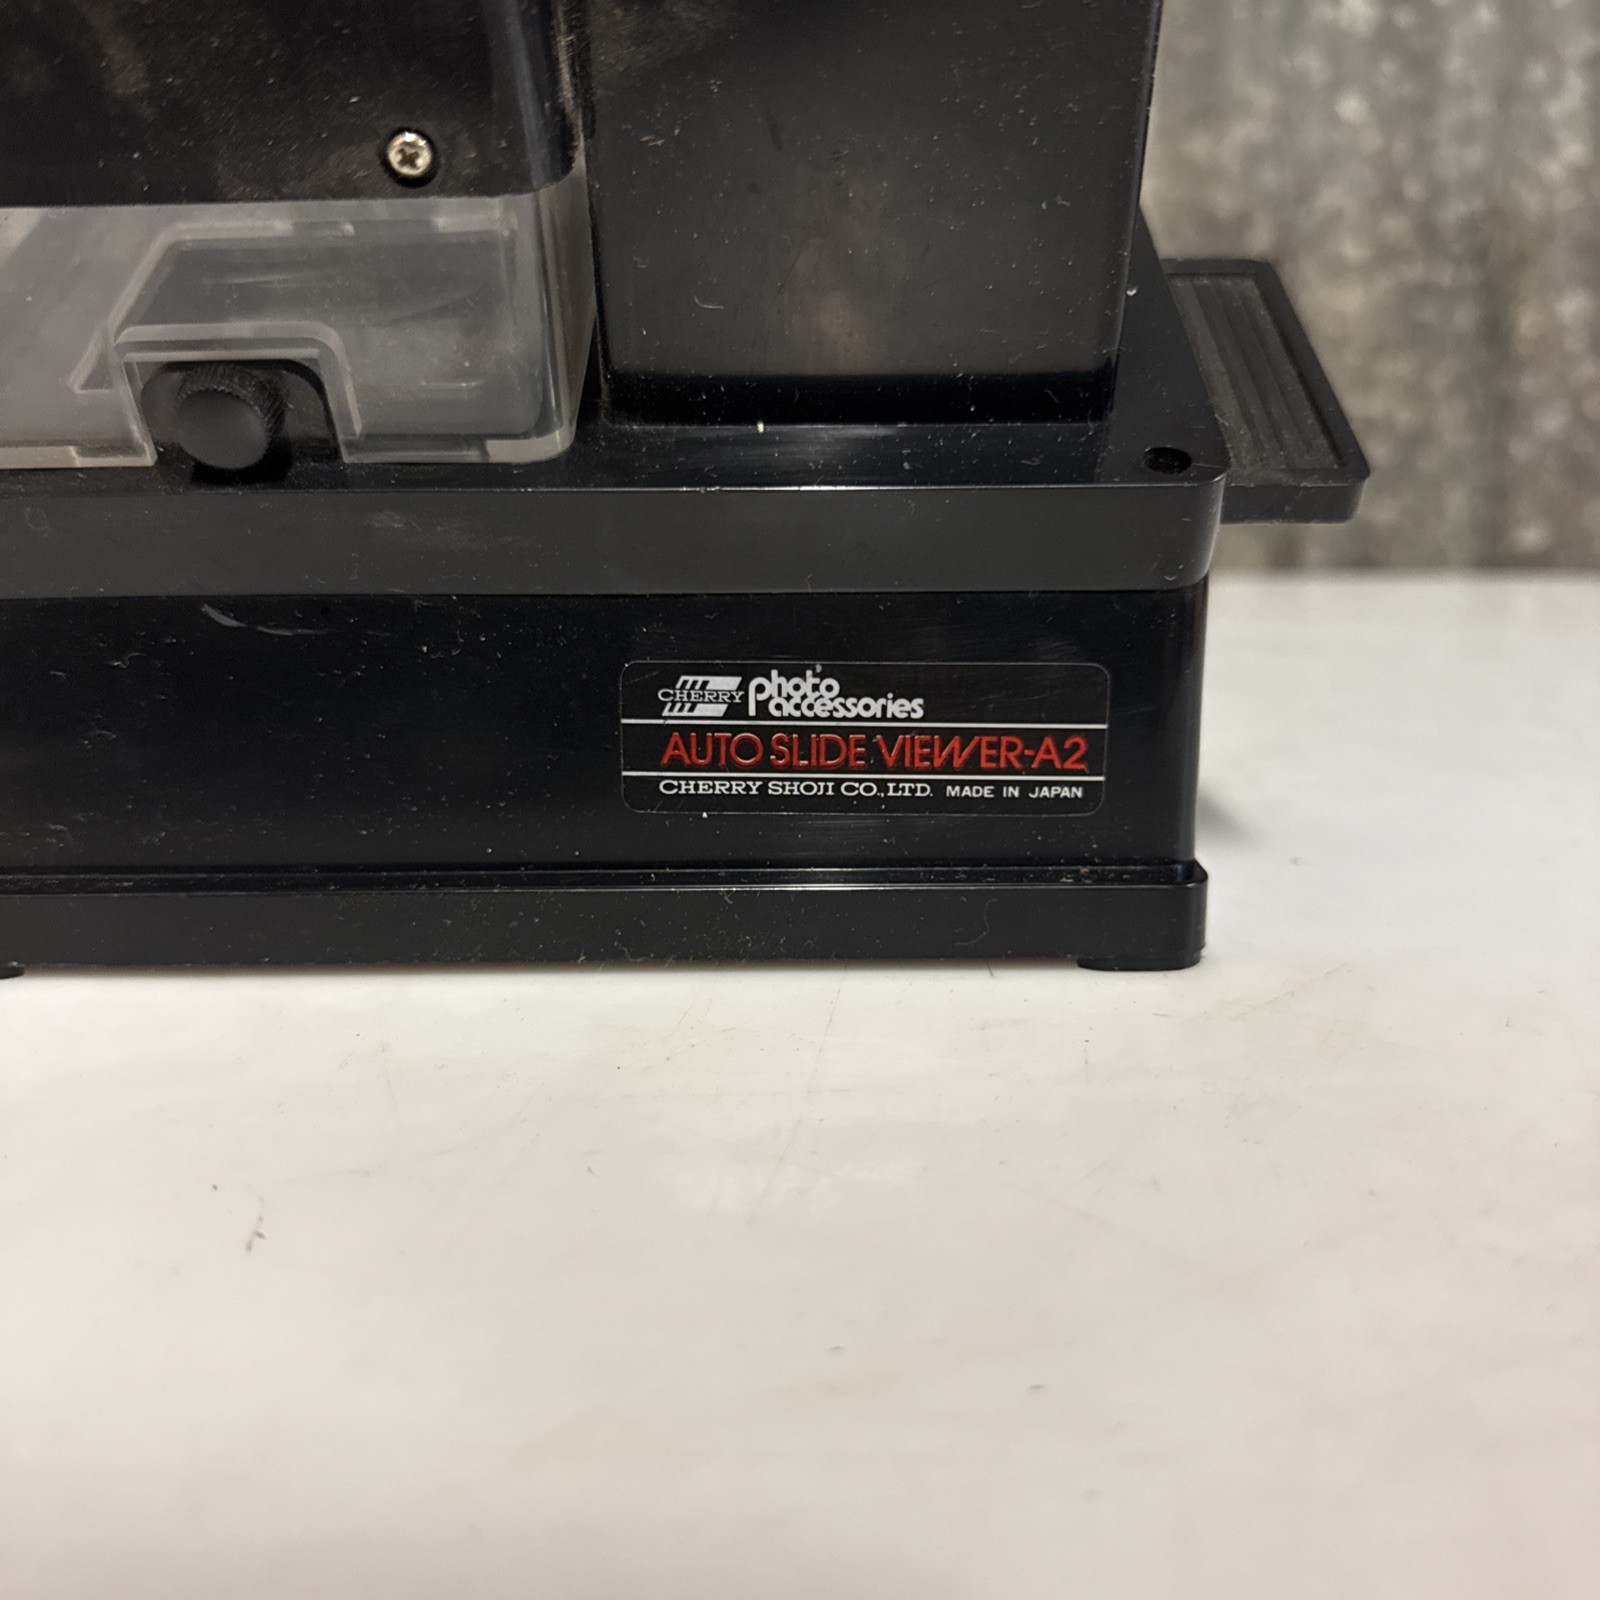 CHERRY photo
accessories
AUTO SLIDE VIEWER-A2
CHERRY SHOJI CO.,LTD. MADE IN JAPAN